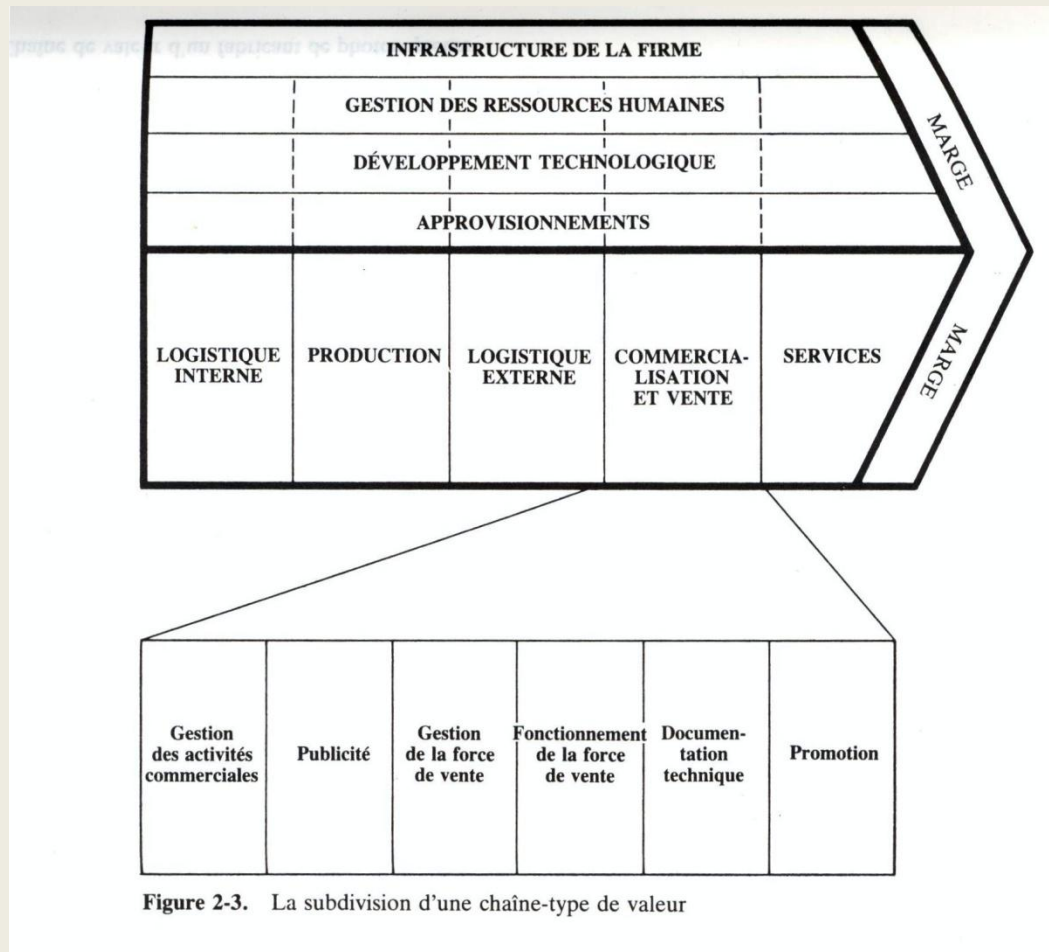 INFRASTRUCTURE DE LA FIRME
GESTION DES RESSOURCES HUMAINES
DÉVELOPPEMENT TECHNOLOGIQUE
APPROVISIONNEMENTS
MARGE
MARGE
LOGISTIQUE
INTERNE
PRODUCTION
LOGISTIQUE
EXTERNE
COMMERCIA-
LISATION
ET VENTE
SERVICES
Gestion
des activités
commerciales
Publicité
Gestion
de la force
de vente
Fonctionnement
de la force
de vente
Documen-
tation
technique
Promotion
Figure 2-3. La subdivision d'une chaîne-type de valeur